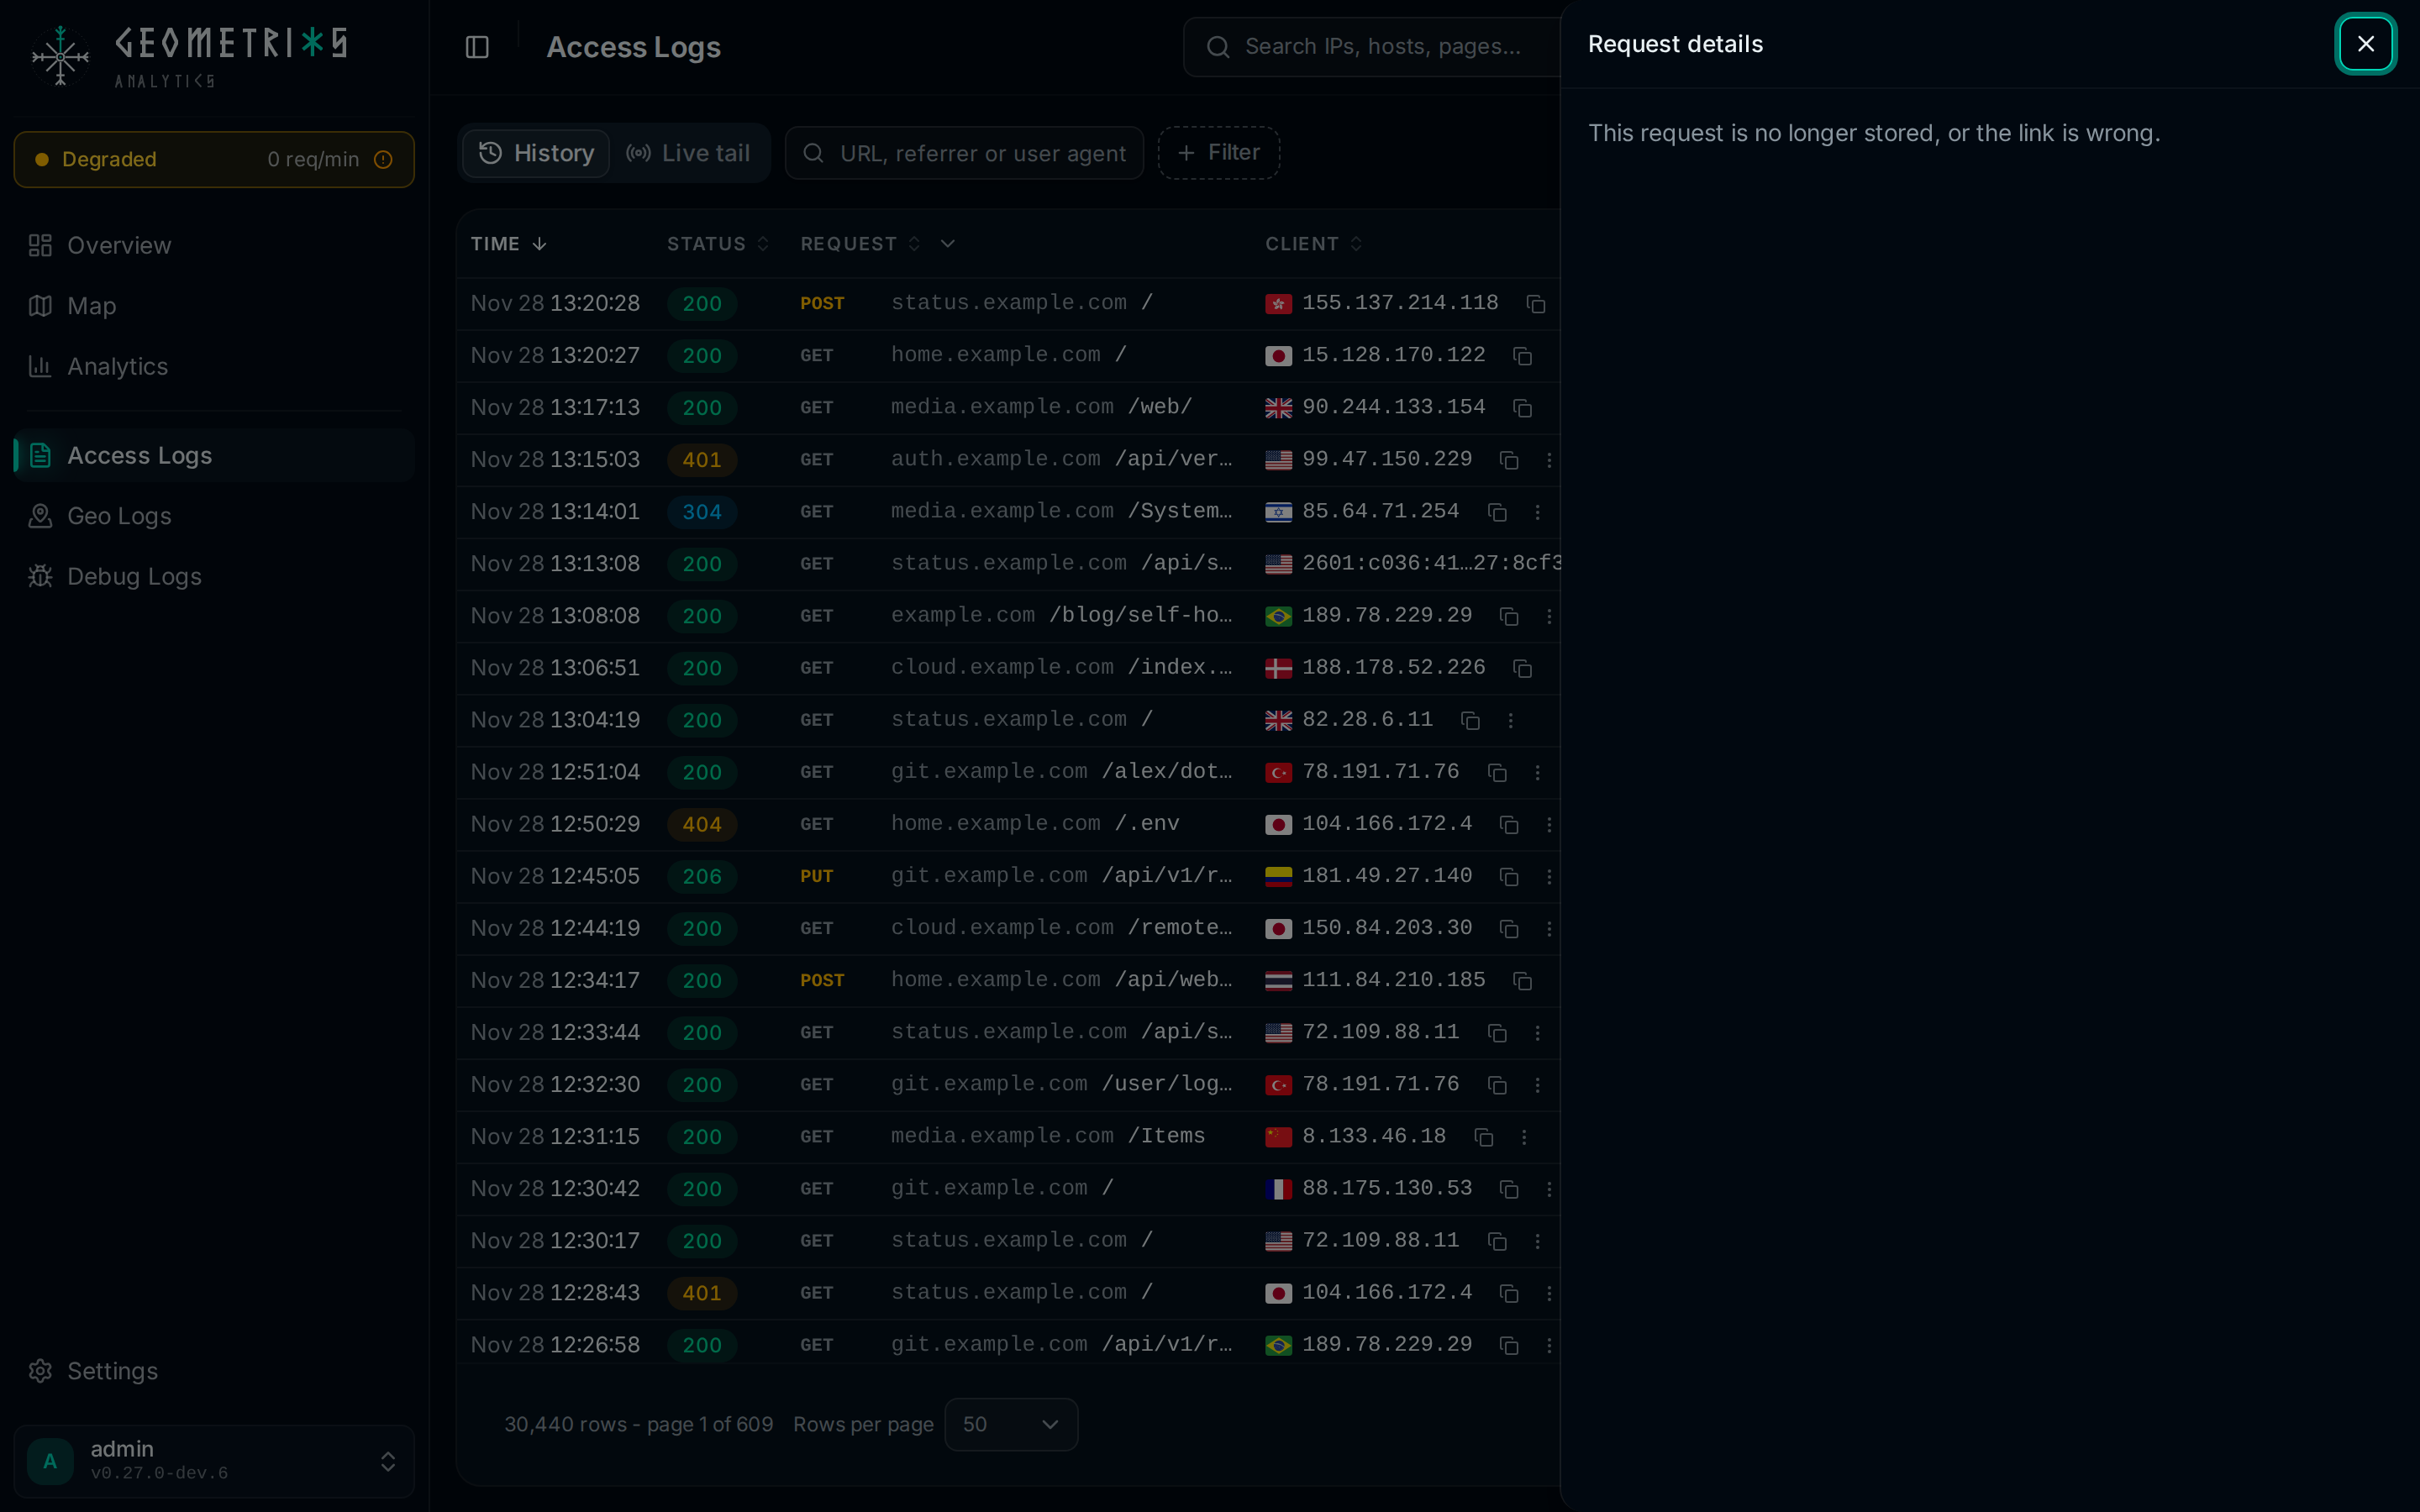 GEOMETRIKS
ANALYTICS
Degraded 0 req/min
Overview
Map
Analytics
Access Logs
Geo Logs
Debug Logs
Settings
A
admin
v0.27.0-dev.6
Access Logs
Search IPs, hosts, pages...
History
Live tail
URL, referrer or user agent
Filter
TIME STATUS REQUEST CLIENT
Nov 28 13:20:28 200 POST status.example.com / 155.137.214.118
Nov 28 13:20:27 200 GET home.example.com / 15.128.170.122
Nov 28 13:17:13 200 GET media.example.com /web/ 90.244.133.154
Nov 28 13:15:03 401 GET auth.example.com /api/ver… 99.47.150.229
Nov 28 13:14:01 304 GET media.example.com /System… 85.64.71.254
Nov 28 13:13:08 200 GET status.example.com /api/s… 2601:c036:41…27:8cf3
Nov 28 13:08:08 200 GET example.com /blog/self-ho… 189.78.229.29
Nov 28 13:06:51 200 GET cloud.example.com /index.… 188.178.52.226
Nov 28 13:04:19 200 GET status.example.com / 82.28.6.11
Nov 28 12:51:04 200 GET git.example.com /alex/dot… 78.191.71.76
Nov 28 12:50:29 404 GET home.example.com /.env 104.166.172.4
Nov 28 12:45:05 206 PUT git.example.com /api/v1/r… 181.49.27.140
Nov 28 12:44:19 200 GET cloud.example.com /remote… 150.84.203.30
Nov 28 12:34:17 200 POST home.example.com /api/web… 111.84.210.185
Nov 28 12:33:44 200 GET status.example.com /api/s… 72.109.88.11
Nov 28 12:32:30 200 GET git.example.com /user/log… 78.191.71.76
Nov 28 12:31:15 200 GET media.example.com /Items 8.133.46.18
Nov 28 12:30:42 200 GET git.example.com / 88.175.130.53
Nov 28 12:30:17 200 GET status.example.com / 72.109.88.11
Nov 28 12:28:43 401 GET status.example.com / 104.166.172.4
Nov 28 12:26:58 200 GET git.example.com /api/v1/r… 189.78.229.29
30,440 rows - page 1 of 609 Rows per page 50
Request details
This request is no longer stored, or the link is wrong.